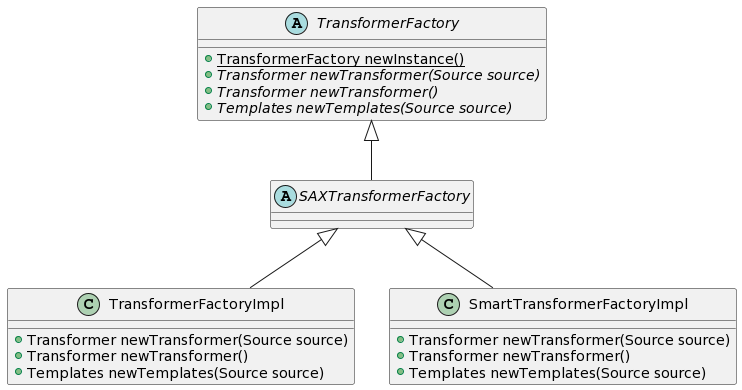 A TransformerFactory
TransformerFactory newInstance()
Transformer newTransformer(Source source)
Transformer newTransformer()
Templates newTemplates(Source source)
A SAXTransformerFactory
C TransformerFactoryImpl
Transformer newTransformer(Source source)
Transformer newTransformer()
Templates newTemplates(Source source)
C SmartTransformerFactoryImpl
Transformer newTransformer(Source source)
Transformer newTransformer()
Templates newTemplates(Source source)